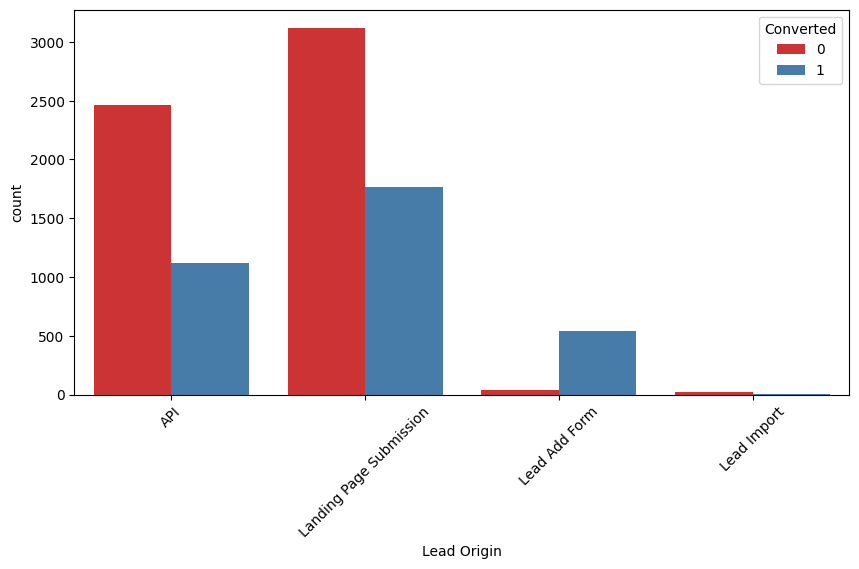 Converted
0
1
3000
2500
2000
1500
1000
500
0
count
API
Landing Page Submission
Lead Add Form
Lead Import
Lead Origin